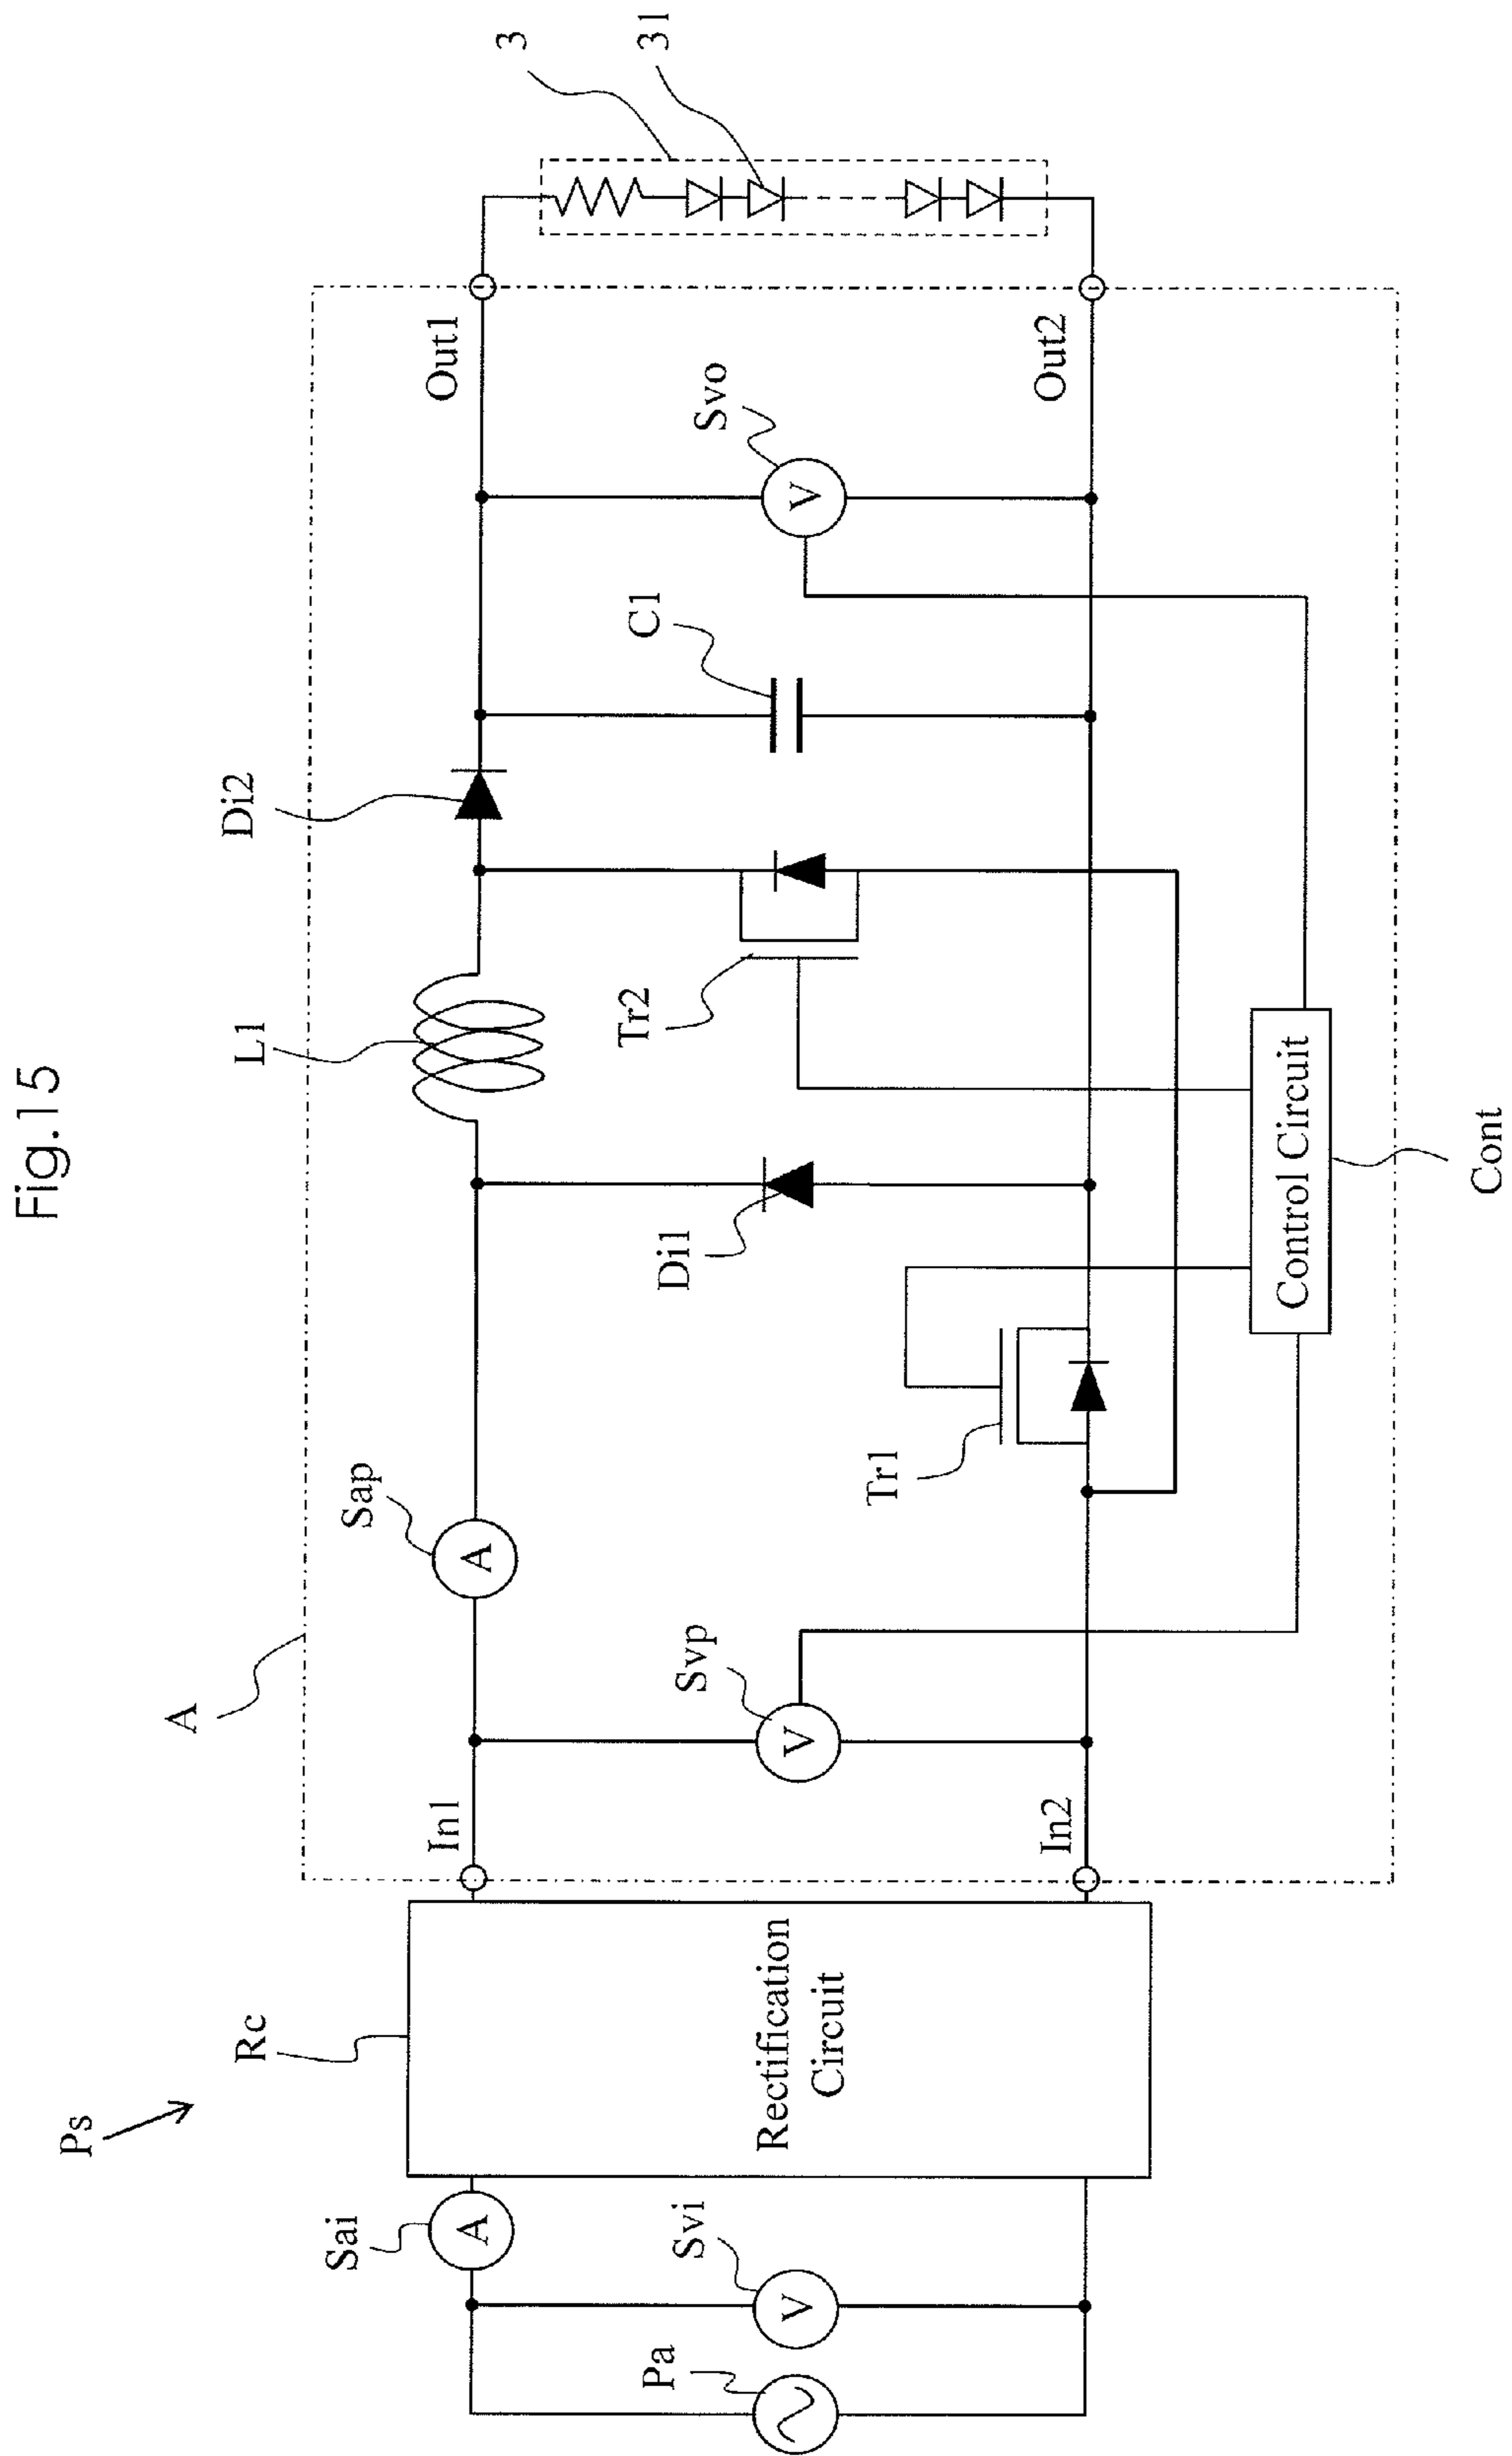 Fig.15
Ps
A
Rc
Di2
L1
Sap
Sai
3
31
Out1
In1
C1
Svo
Tr2
Di1
Svp
Svi
Pa
A
A
V
V
V
Rectification
Circuit
Tr1
Out2
In2
Control Circuit
Cont